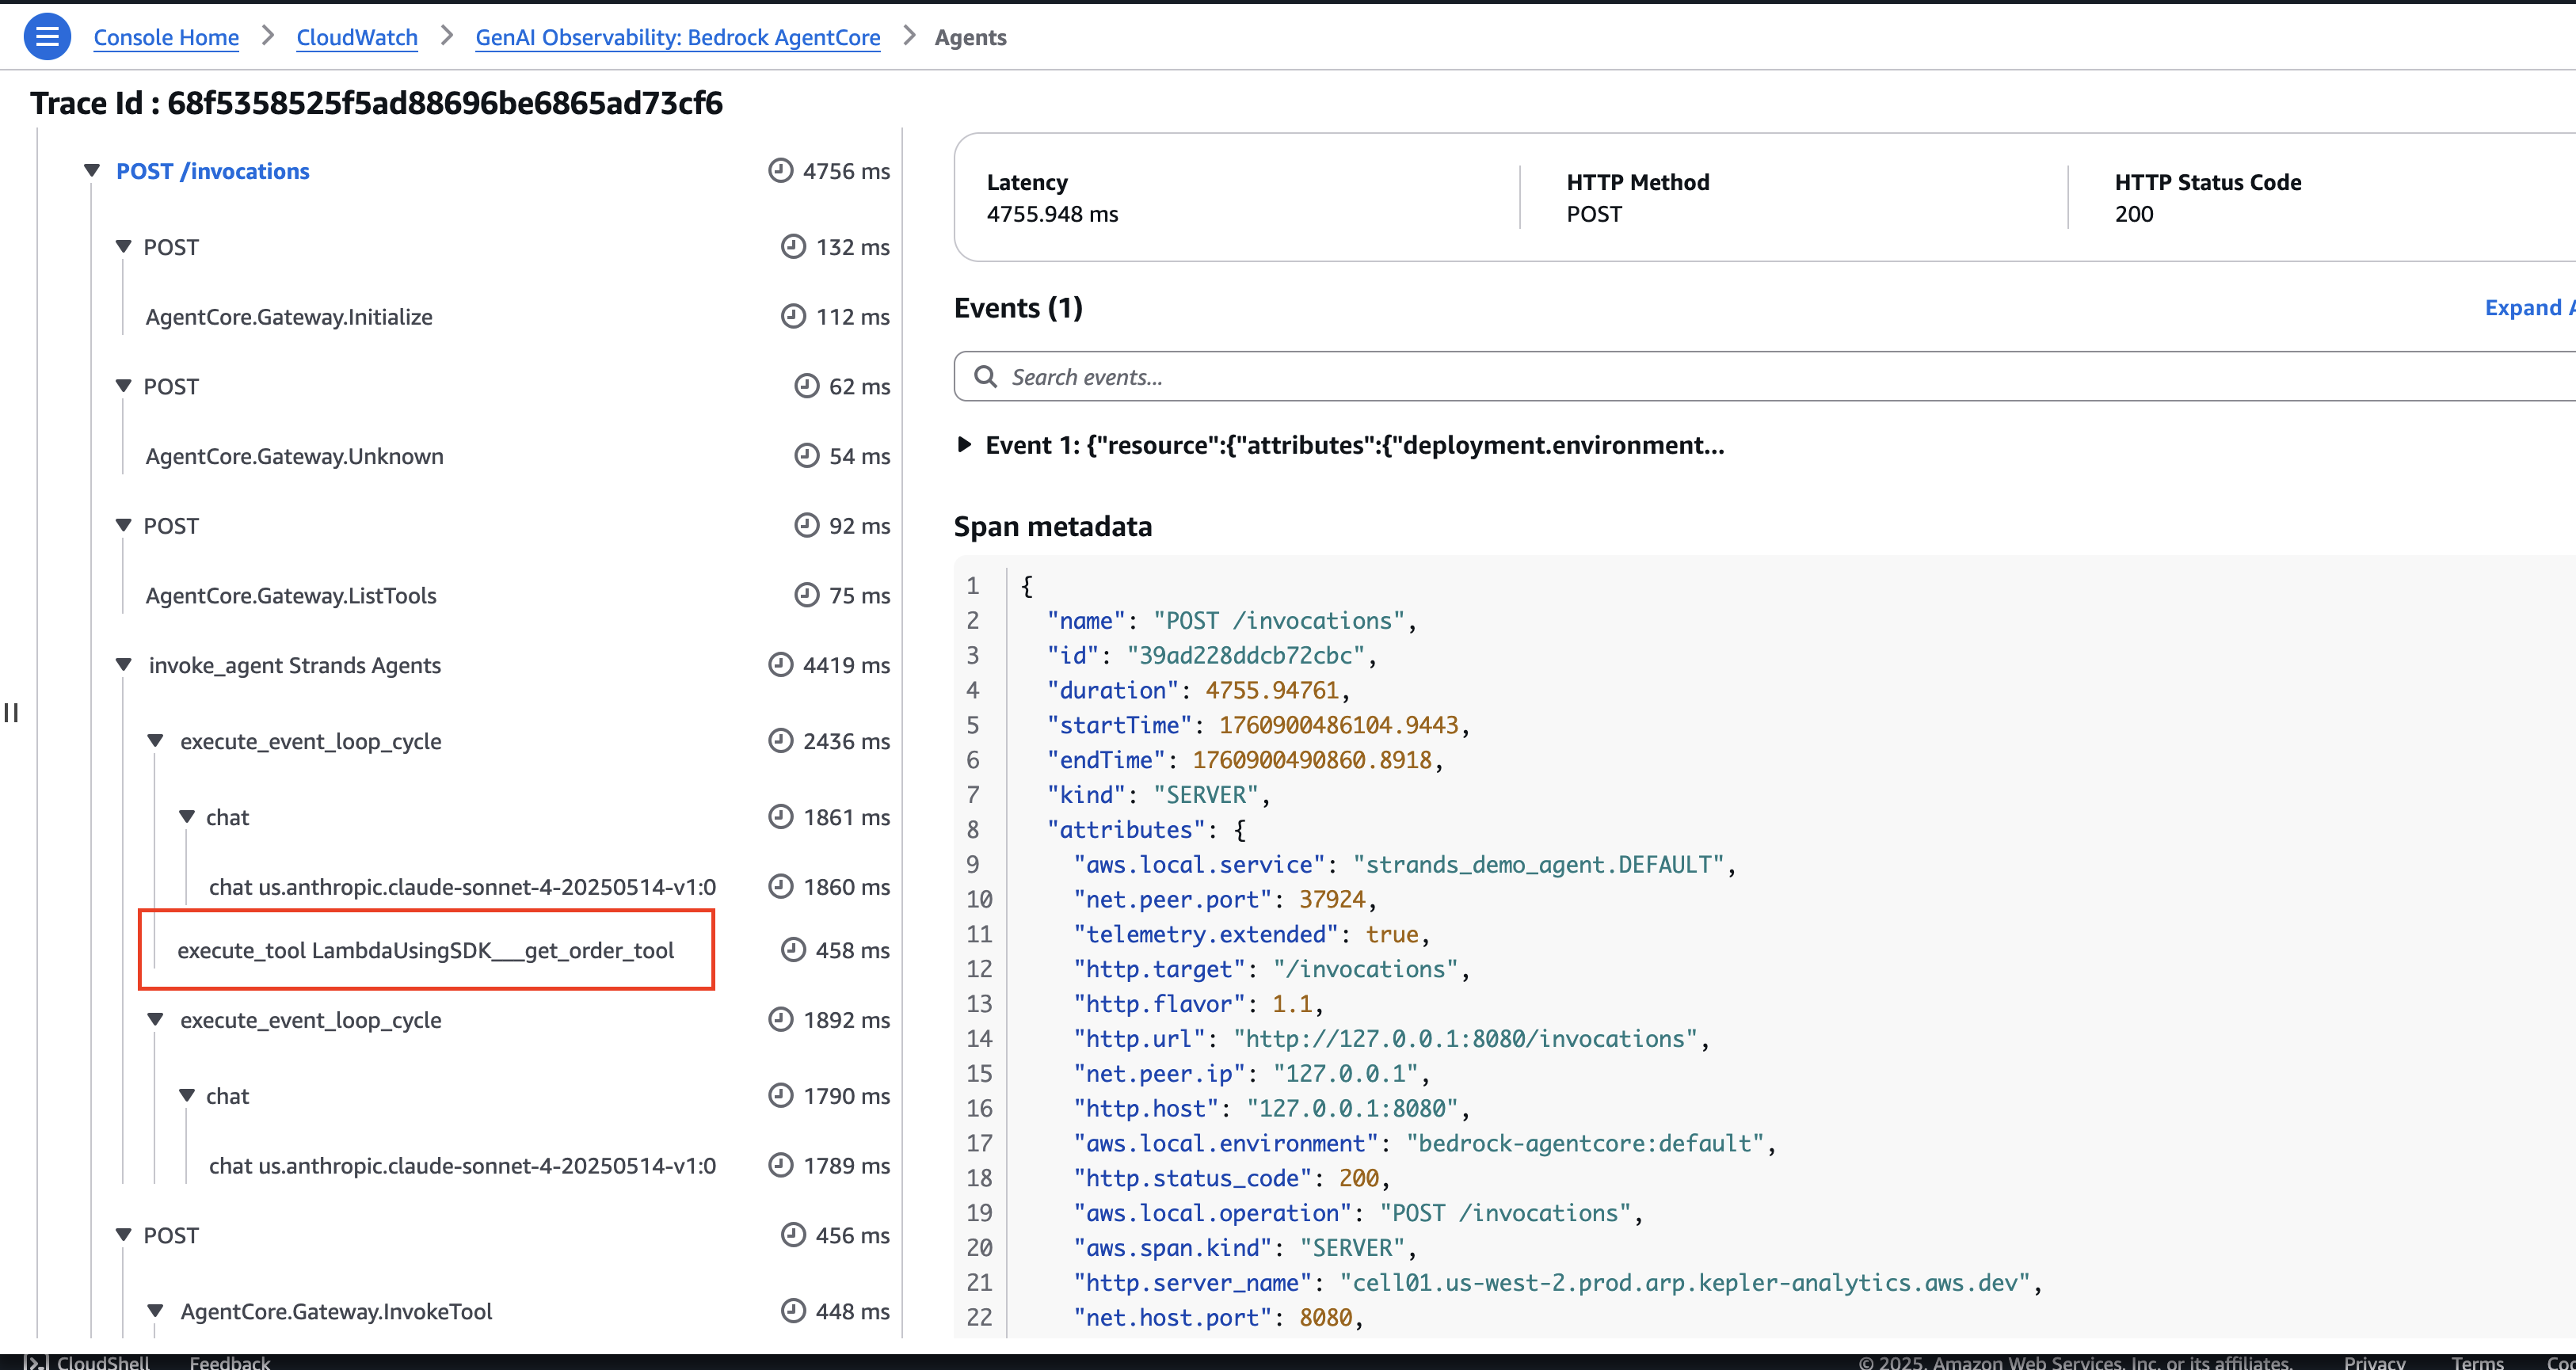 Console Home > CloudWatch > GenAI Observability: Bedrock AgentCore > Agents
Trace Id : 68f5358525f5ad88696be6865ad73cf6
POST /invocations 4756 ms
POST 132 ms
AgentCore.Gateway.Initialize 112 ms
POST 62 ms
AgentCore.Gateway.Unknown 54 ms
POST 92 ms
AgentCore.Gateway.ListTools 75 ms
invoke_agent Strands Agents 4419 ms
execute_event_loop_cycle 2436 ms
chat 1861 ms
chat us.anthropic.claude-sonnet-4-20250514-v1:0 1860 ms
execute_tool LambdaUsingSDK___get_order_tool 458 ms
execute_event_loop_cycle 1892 ms
chat 1790 ms
chat us.anthropic.claude-sonnet-4-20250514-v1:0 1789 ms
POST 456 ms
AgentCore.Gateway.InvokeTool 448 ms
Latency HTTP Method HTTP Status Code
4755.948 ms POST 200
Events (1) Expand A
Search events...
Event 1: {"resource":{"attributes":{"deployment.environment...
Span metadata
1 {
2 "name": "POST /invocations",
3 "id": "39ad228ddcb72cbc",
4 "duration": 4755.94761,
5 "startTime": 1760900486104.9443,
6 "endTime": 1760900490860.8918,
7 "kind": "SERVER",
8 "attributes": {
9 "aws.local.service": "strands_demo_agent.DEFAULT",
10 "net.peer.port": 37924,
11 "telemetry.extended": true,
12 "http.target": "/invocations",
13 "http.flavor": 1.1,
14 "http.url": "http://127.0.0.1:8080/invocations",
15 "net.peer.ip": "127.0.0.1",
16 "http.host": "127.0.0.1:8080",
17 "aws.local.environment": "bedrock-agentcore:default",
18 "http.status_code": 200,
19 "aws.local.operation": "POST /invocations",
20 "aws.span.kind": "SERVER",
21 "http.server_name": "cell01.us-west-2.prod.arp.kepler-analytics.aws.dev",
22 "net.host.port": 8080,
CloudShell Feedback © 2025, Amazon Web Services, Inc. or its affiliates. Privacy Terms Co